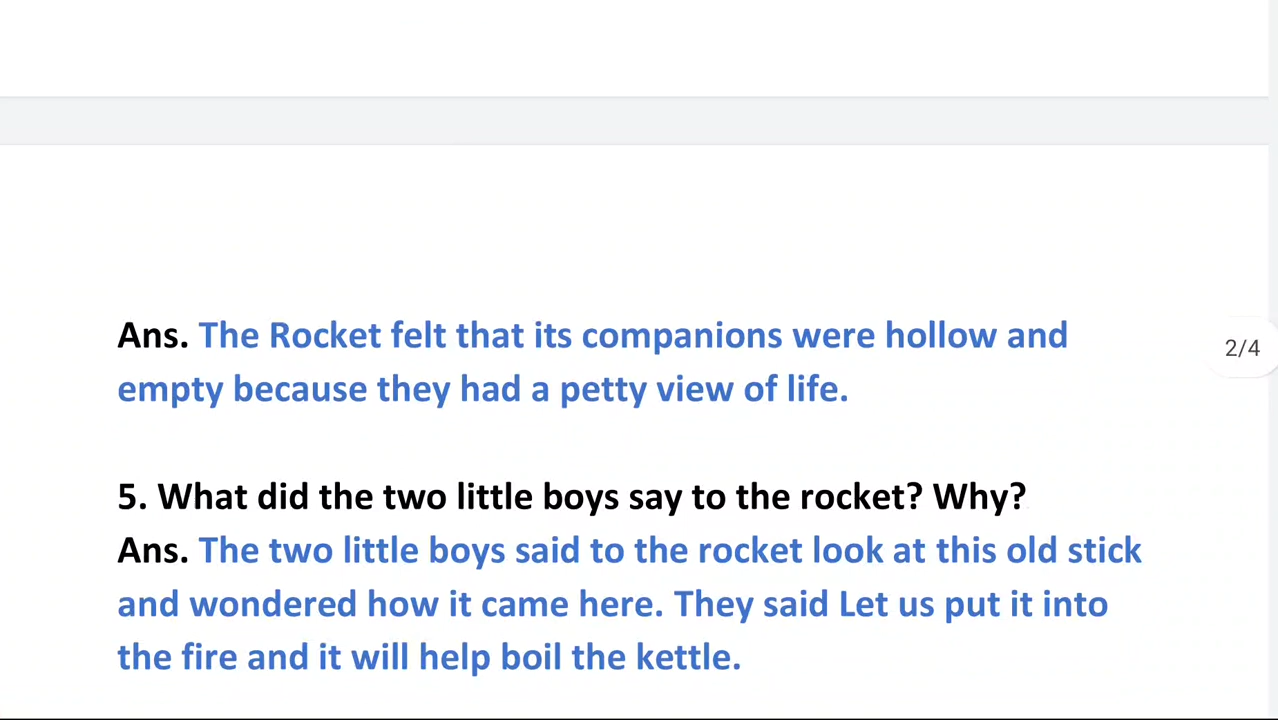 Ans. The Rocket felt that its companions were hollow and
empty because they had a petty view of life.
2/4
5. What did the two little boys say to the rocket? Why?
Ans. The two little boys said to the rocket look at this old stick
and wondered how it came here. They said Let us put it into
the fire and it will help boil the kettle.